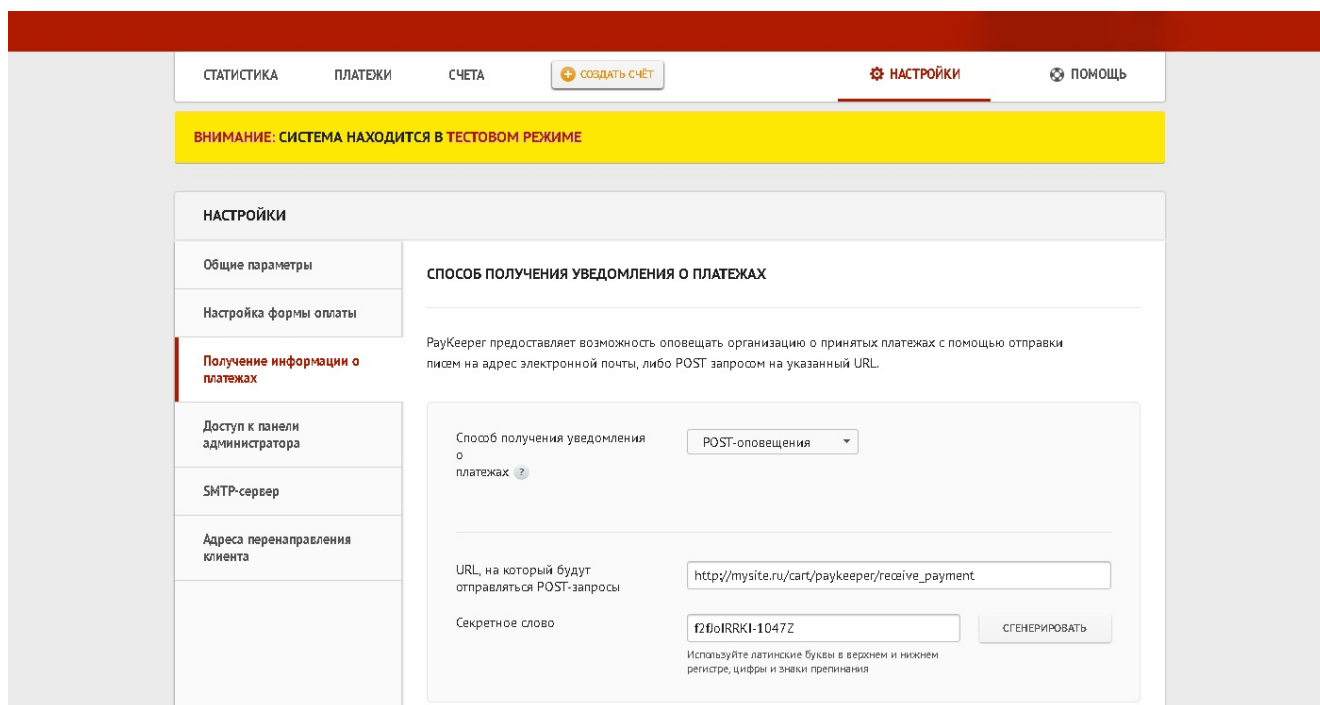 СТАТИСТИКА ПЛАТЕЖИ СЧЕТА СОЗДАТЬ СЧЁТ НАСТРОЙКИ ПОМОЩЬ
ВНИМАНИЕ: СИСТЕМА НАХОДИТСЯ В ТЕСТОВОМ РЕЖИМЕ
НАСТРОЙКИ
Общие параметры
Настройка формы оплаты
Получение информации о
платежах
Доступ к панели
администратора
SMTP-сервер
Адреса перенаправления
клиента
СПОСОБ ПОЛУЧЕНИЯ УВЕДОМЛЕНИЯ О ПЛАТЕЖАХ
PayKeeper предоставляет возможность оповещать организацию о принятых платежах с помощью отправки
писем на адрес электронной почты, либо POST запросом на указанный URL.
Способ получения уведомления
о
платежах ?
POST-оповещения
URL, на который будут
отправляться POST-запросы
http://mysite.ru/cart/paykeeper/receive_payment
Секретное слово
СГЕНЕРИРОВАТЬ
Используйте латинские буквы в верхнем и нижнем
регистре, цифры и знаки препинания